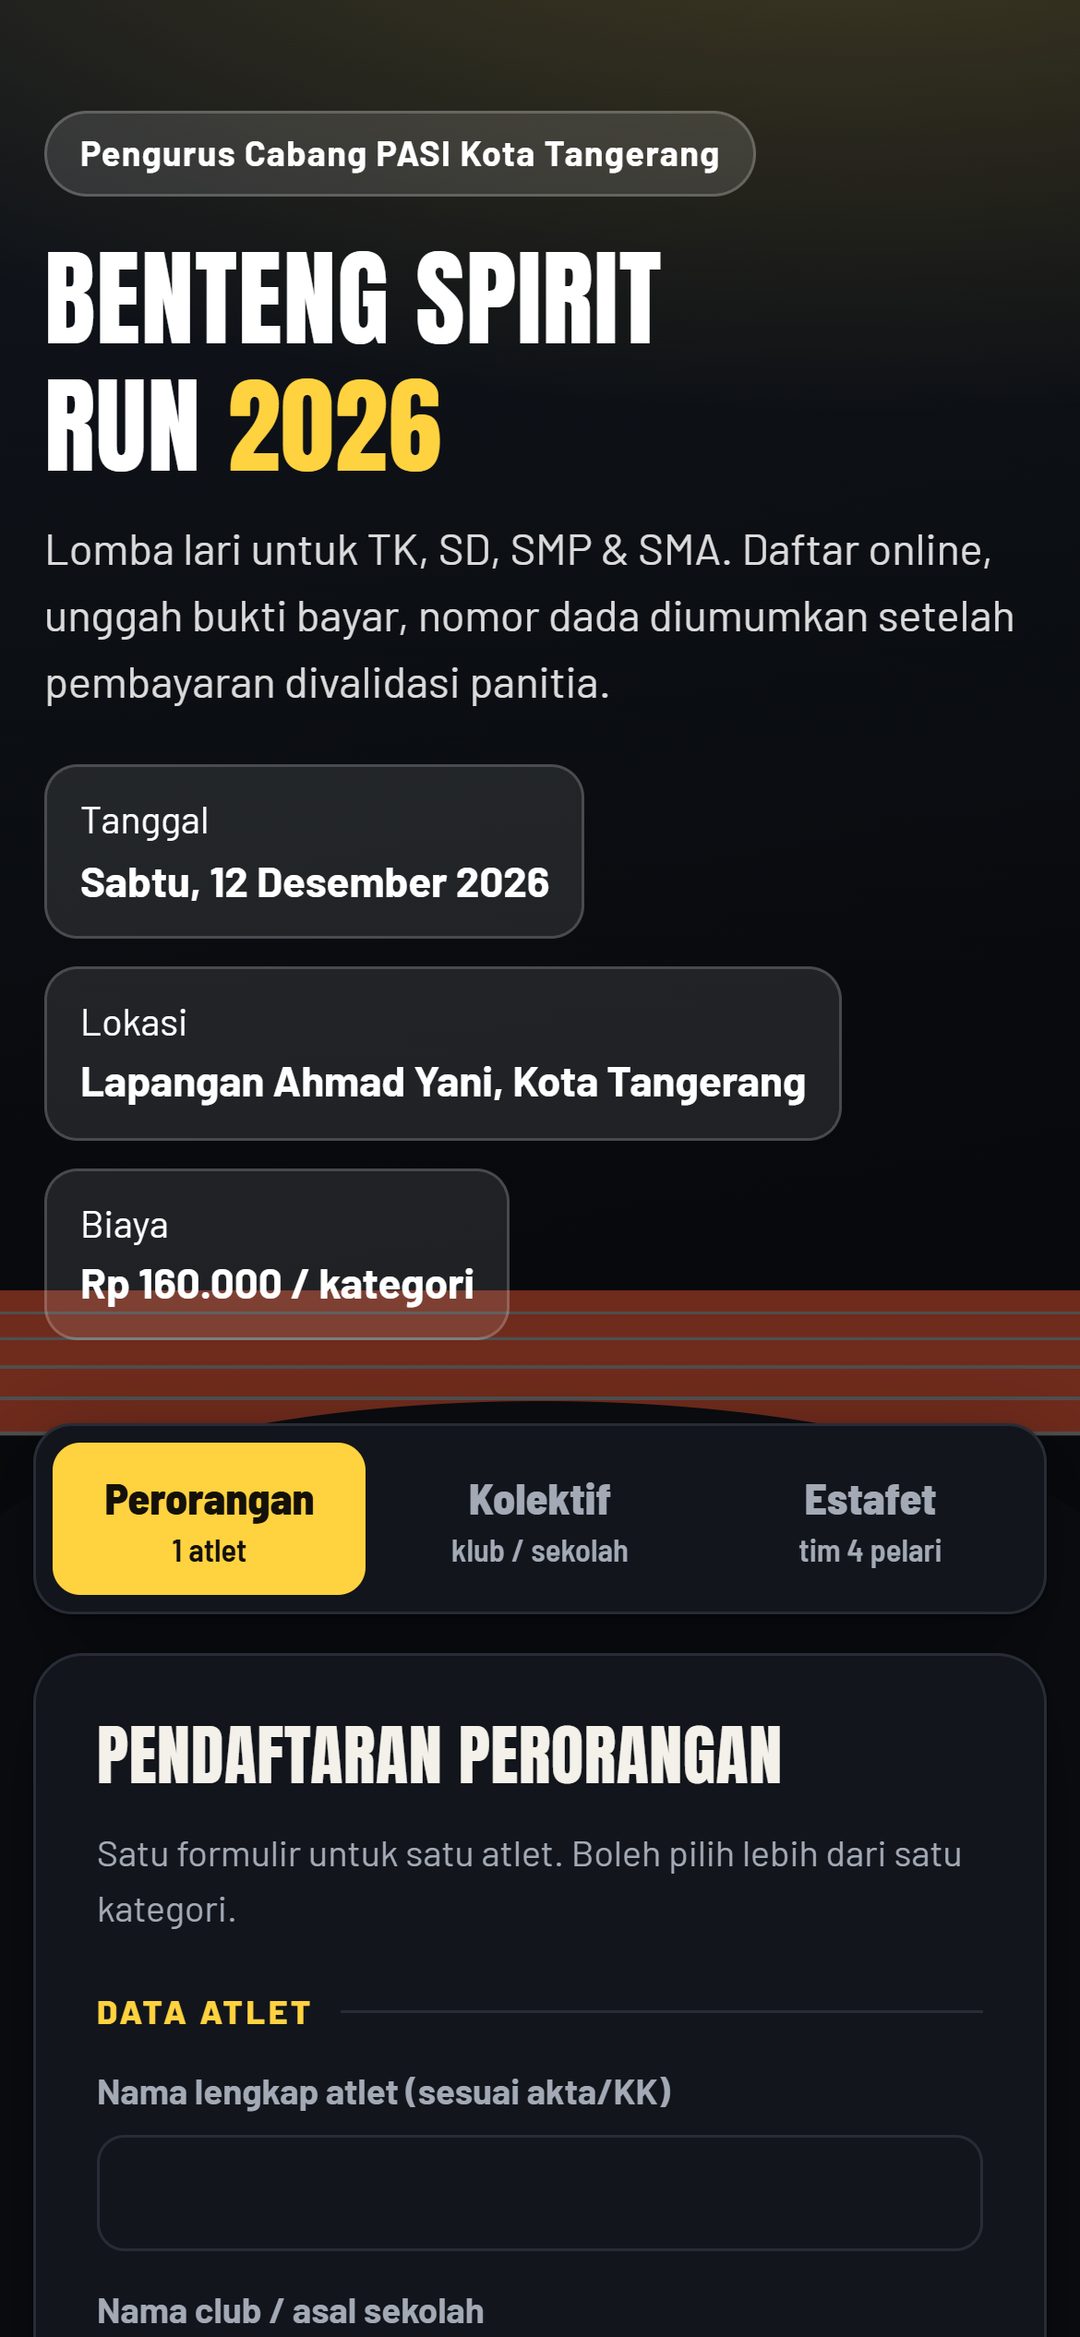 Pengurus Cabang PASI Kota Tangerang
BENTENG SPIRIT
RUN 2026
Lomba lari untuk TK, SD, SMP & SMA. Daftar online,
unggah bukti bayar, nomor dada diumumkan setelah
pembayaran divalidasi panitia.
Tanggal
Sabtu, 12 Desember 2026
Lokasi
Lapangan Ahmad Yani, Kota Tangerang
Biaya
Rp 160.000 / kategori
Perorangan
1 atlet
Kolektif
klub / sekolah
Estafet
tim 4 pelari
PENDAFTARAN PERORANGAN
Satu formulir untuk satu atlet. Boleh pilih lebih dari satu
kategori.
DATA ATLET
Nama lengkap atlet (sesuai akta/KK)
Nama club / asal sekolah